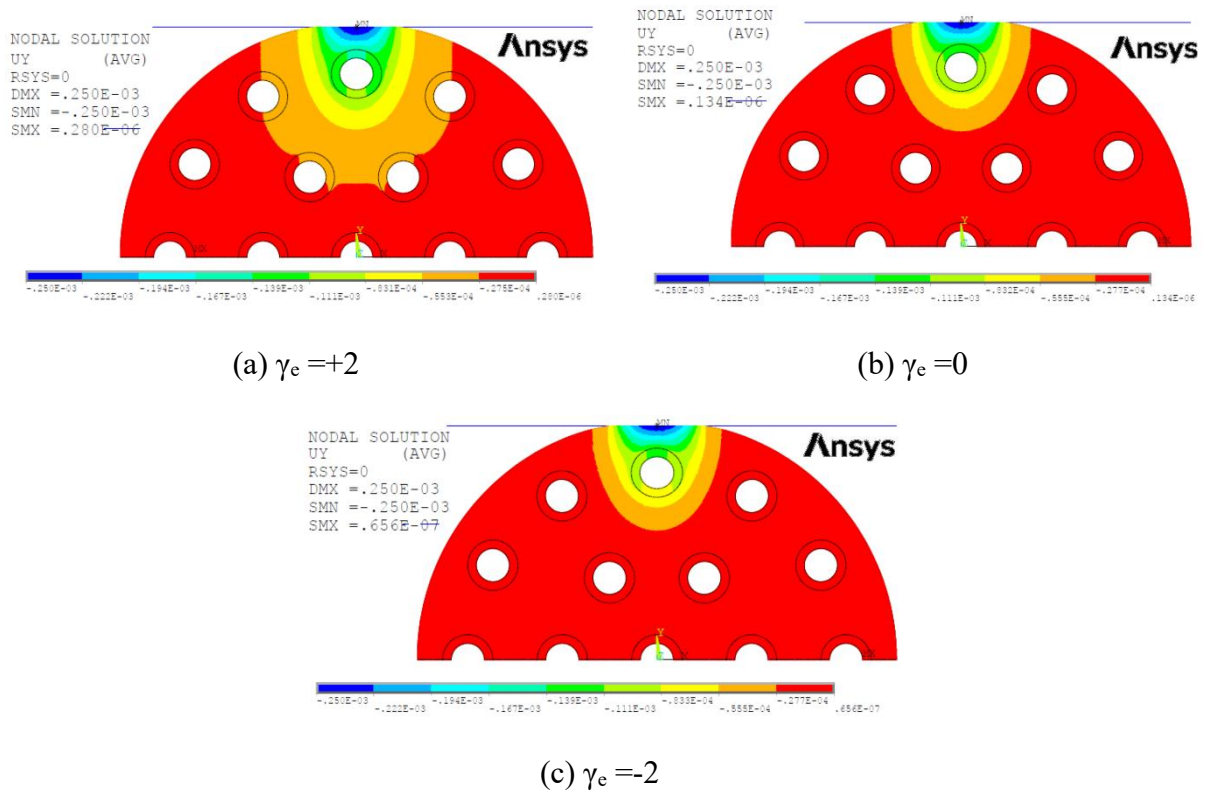 NODAL SOLUTION
UY (AVG)
RSYS=0
DMX =.250E-03
SMN =-.250E-03
SMX =.280E-06
Ansys
MN
Y
Z X
MX
-.250E-03 -.194E-03 -.139E-03 -.831E-04 -.275E-04
-.222E-03 -.167E-03 -.111E-03 -.553E-04 .280E-06
(a) γₑ =+2
NODAL SOLUTION
UY (AVG)
RSYS=0
DMX =.250E-03
SMN =-.250E-03
SMX =.134E-06
Ansys
MN
Y
Z X
MX
-.250E-03 -.194E-03 -.139E-03 -.832E-04 -.277E-04
-.222E-03 -.167E-03 -.111E-03 -.555E-04 .134E-06
(b) γₑ =0
NODAL SOLUTION
UY (AVG)
RSYS=0
DMX =.250E-03
SMN =-.250E-03
SMX =.656E-07
Ansys
MN
Y
Z X
MX
-.250E-03 -.194E-03 -.139E-03 -.833E-04 -.277E-04
-.222E-03 -.167E-03 -.111E-03 -.555E-04 .656E-07
(c) γₑ =-2